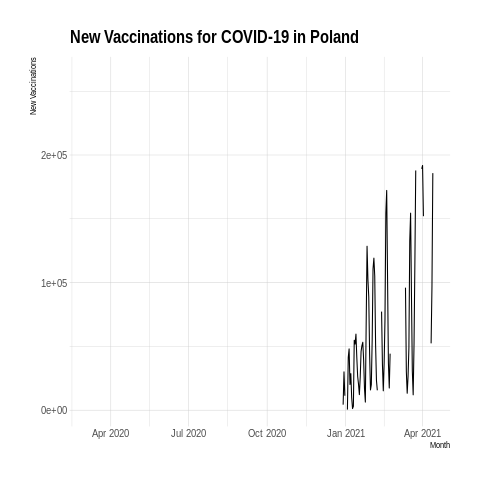 New Vaccinations for COVID-19 in Poland
New Vaccinations
2e+05
1e+05
0e+00
Apr 2020 Jul 2020 Oct 2020 Jan 2021 Apr 2021
Month